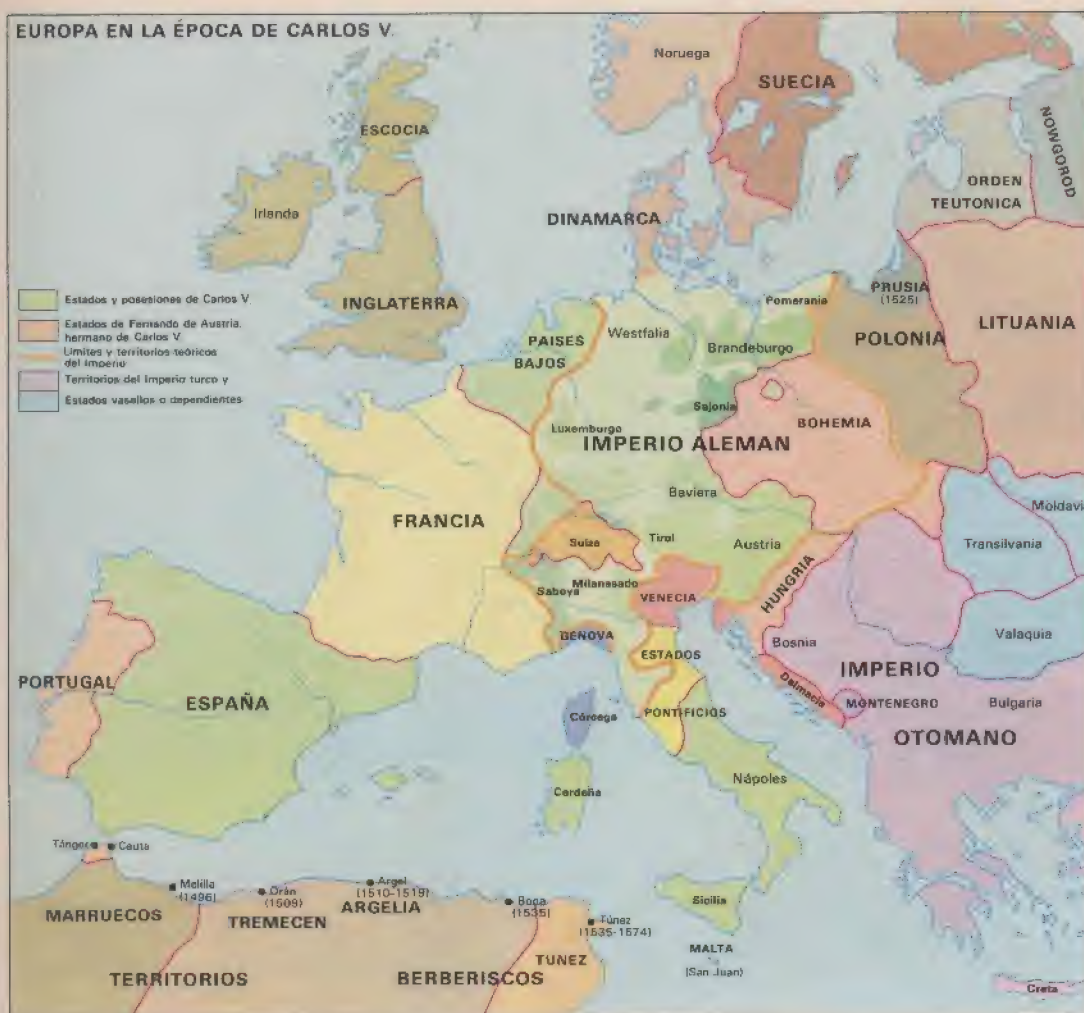 EUROPA EN LA ÉPOCA DE CARLOS V.
Noruega
SUECIA
NOWGOROD
ESCOCIA
ORDEN
TEUTONICA
Irlanda
DINAMARCA
INGLATERRA
PRUSIA
(1525)
Pomerania
LITUANIA
POLONIA
Estados y posesiones de Carlos V
Estados de Fernando de Austria,
hermano de Carlos V
Límites y territorios teóricos
del Imperio
Territorios del Imperio turco y
Estados vasallos o dependientes
PAISES
BAJOS
Westfalia
Brandeburgo
Sajonia
BOHEMIA
Luxemburgo
IMPERIO ALEMAN
Baviera
Moldavia
FRANCIA
Suiza
Tirol
Austria
Transilvania
HUNGRIA
Saboya
Milanesado
VENECIA
GENOVA
Bosnia
Valaquia
ESTADOS
PONTIFICIOS
IMPERIO
OTOMANO
Dalmacia
MONTENEGRO
Bulgaria
PORTUGAL
ESPAÑA
Córcega
Cerdeña
Nápoles
Tánger
Ceuta
Melilla
(1496)
Orán
(1509)
Argel
(1510-1519)
Bona
(1535)
Túnez
(1535-1574)
Sicilia
MARRUECOS
TREMECEN
ARGELIA
TUNEZ
MALTA
(San Juan)
TERRITORIOS
BERBERISCOS
Creta